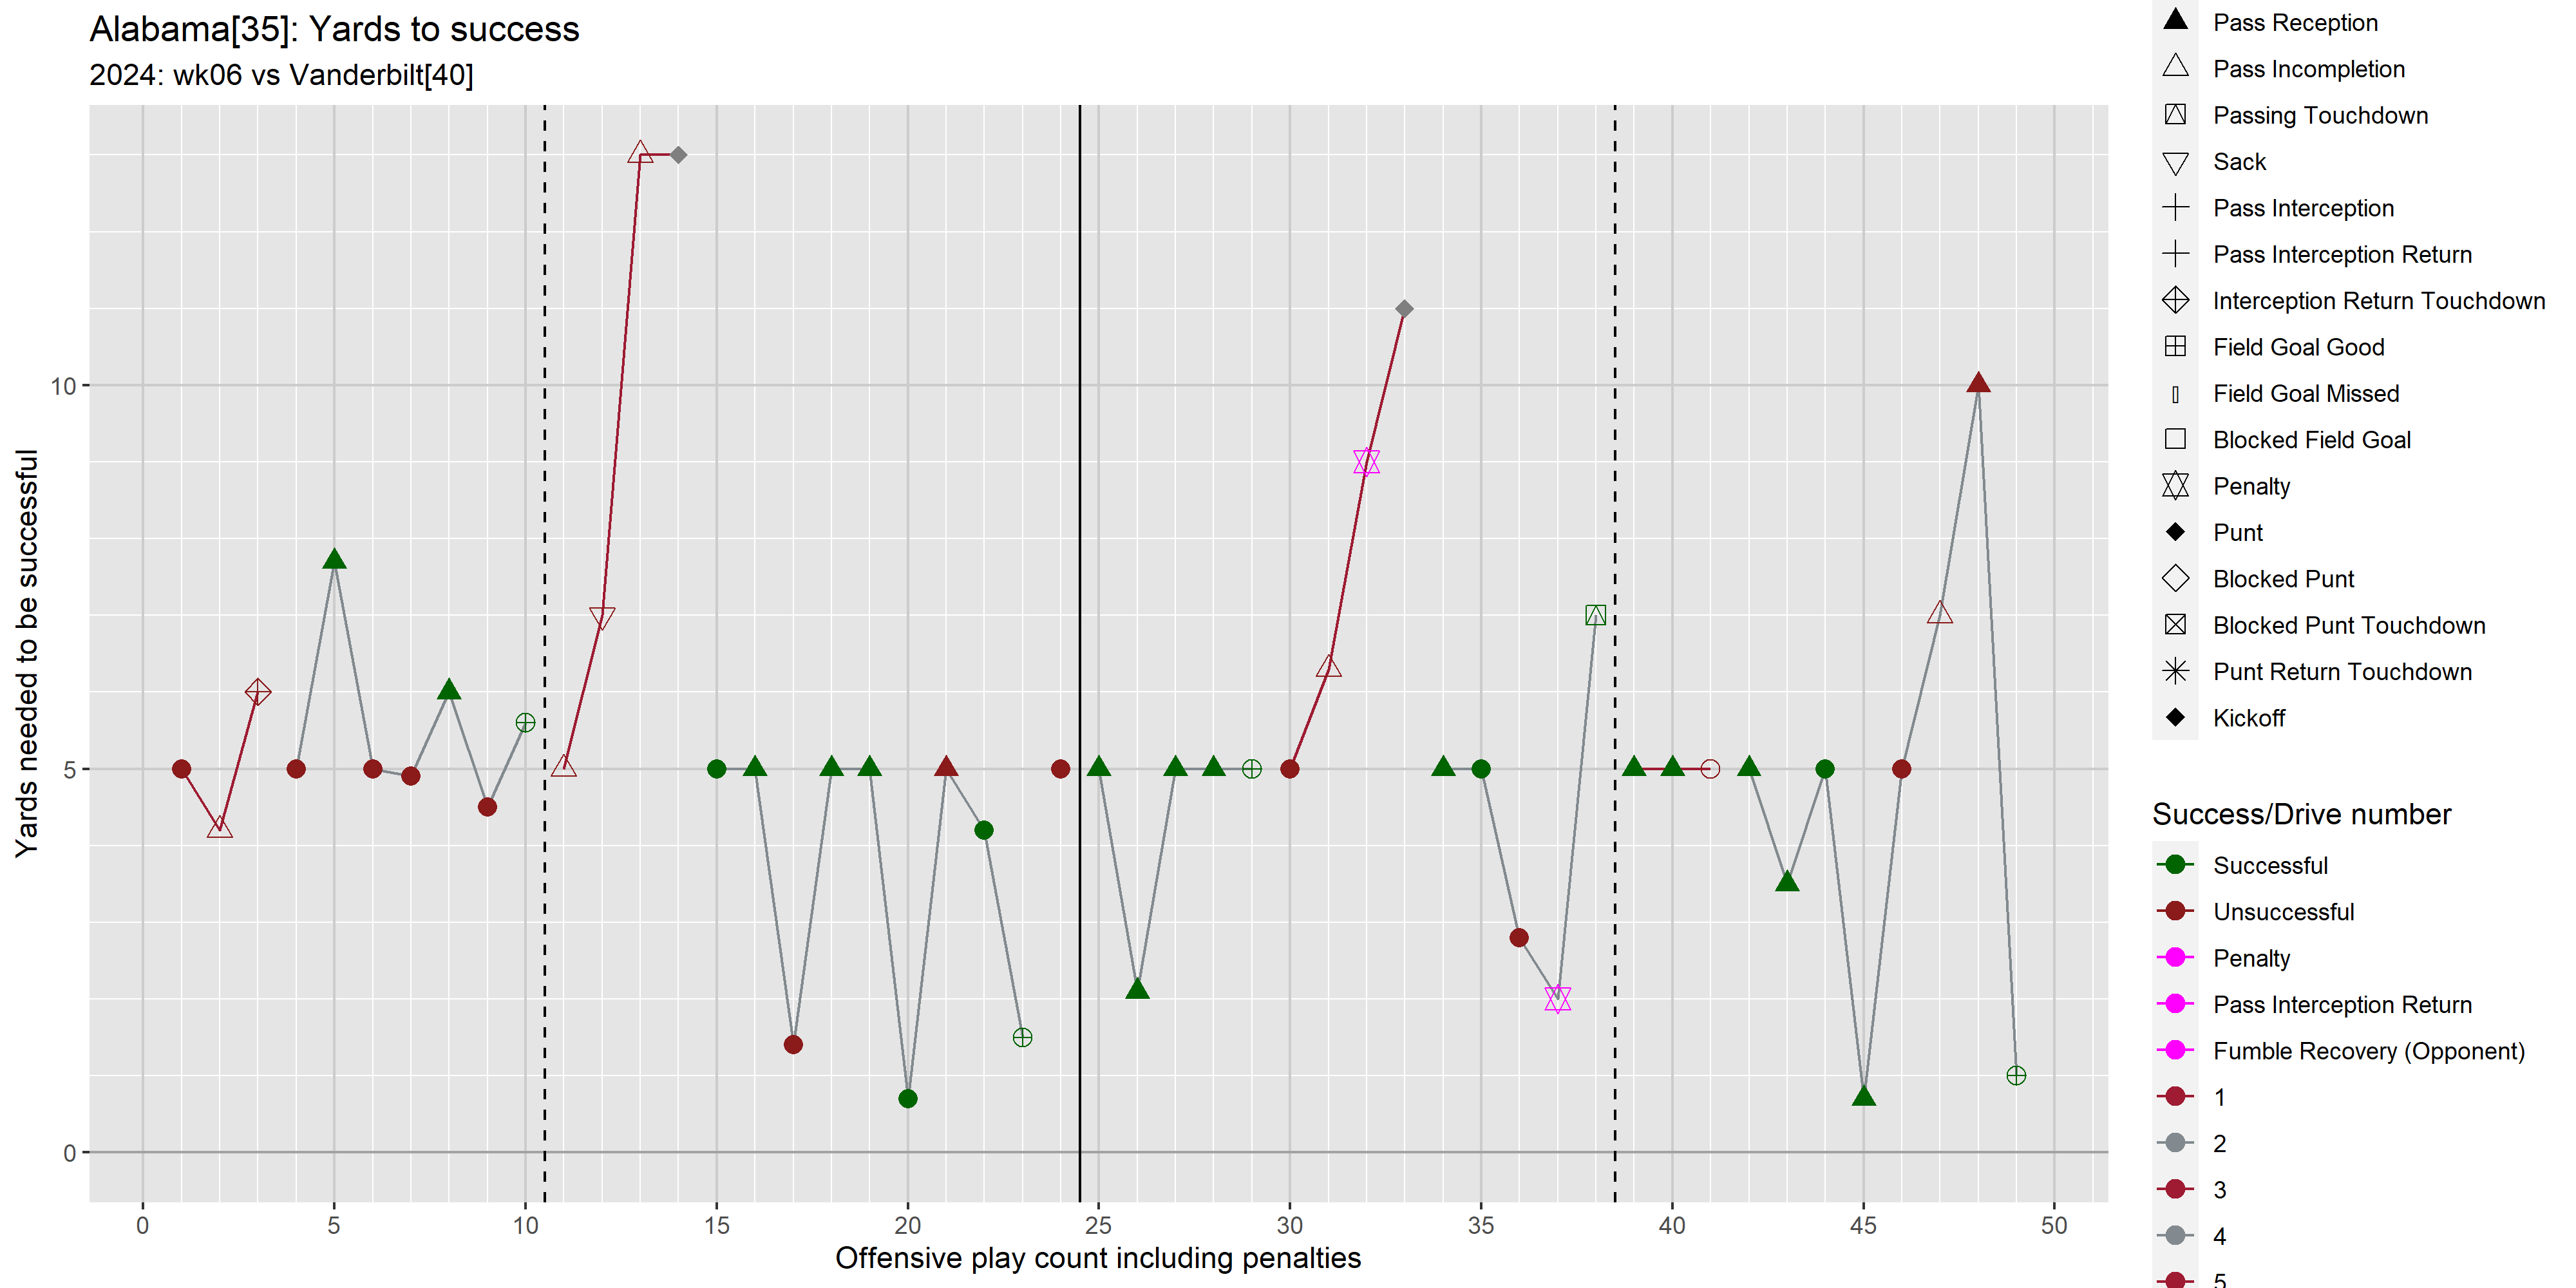 Alabama[35]: Yards to success
2024: wk06 vs Vanderbilt[40]
Yards needed to be successful
10
5
0
0 5 10 15 20 25 30 35 40 45 50
Offensive play count including penalties
Pass Reception
Pass Incompletion
Passing Touchdown
Sack
Pass Interception
Pass Interception Return
Interception Return Touchdown
Field Goal Good
Field Goal Missed
Blocked Field Goal
Penalty
Punt
Blocked Punt
Blocked Punt Touchdown
Punt Return Touchdown
Kickoff
Success/Drive number
Successful
Unsuccessful
Penalty
Pass Interception Return
Fumble Recovery (Opponent)
1
2
3
4
5